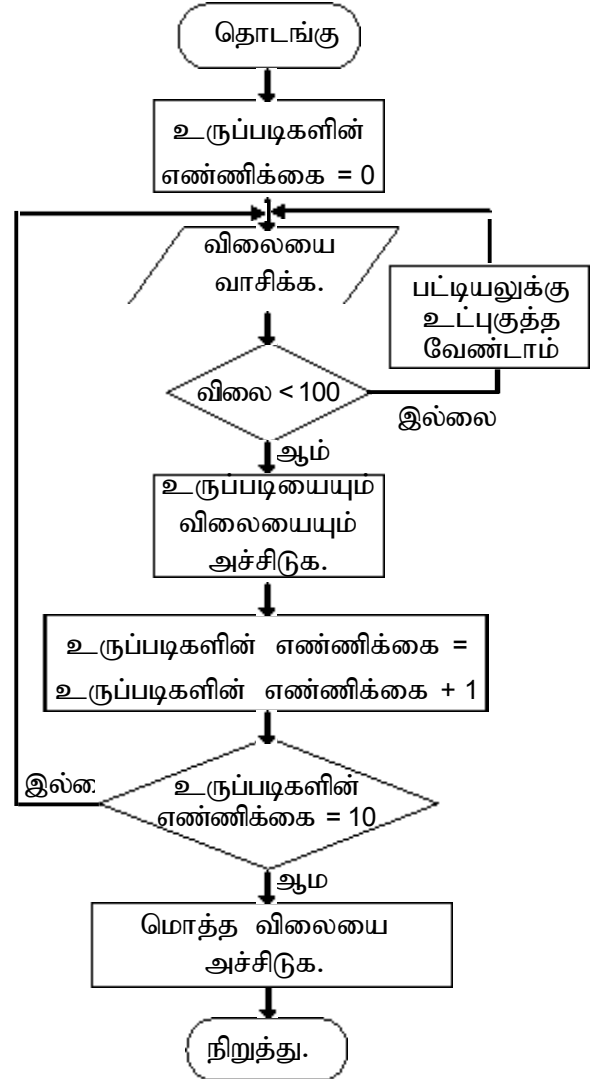 தொடங்கு
உருப்படிகளின்
எண்ணிக்கை = 0
விலையை
வாசிக்க.
பட்டியலுக்கு
உட்புகுத்த
வேண்டாம்
விலை < 100
இல்லை
ஆம்
உருப்படியையும்
விலையையும்
அச்சிடுக.
உருப்படிகளின் எண்ணிக்கை =
உருப்படிகளின் எண்ணிக்கை + 1
உருப்படிகளின்
எண்ணிக்கை = 10
ஆம
மொத்த விலையை
அச்சிடுக.
நிறுத்து.